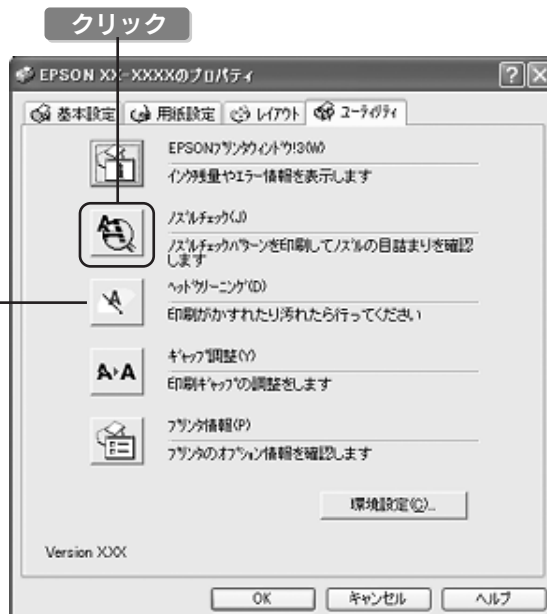 クリック
EPSON XX-XXXXのプロパティ
基本設定 用紙設定 レイアウト ユーティリティ
EPSONプリンタウィンドウ!3(W)
インク残量やエラー情報を表示します
ノズルチェック(J)
ノズルチェックパターンを印刷してノズルの目詰まりを確認
します
ヘッドクリーニング(D)
印刷がかすれたり汚れたら行ってください
ギャップ調整(Y)
印刷ギャップの調整をします
プリンタ情報(P)
プリンタのオプション情報を確認します
環境設定(C)...
Version XXX
OK キャンセル ヘルプ